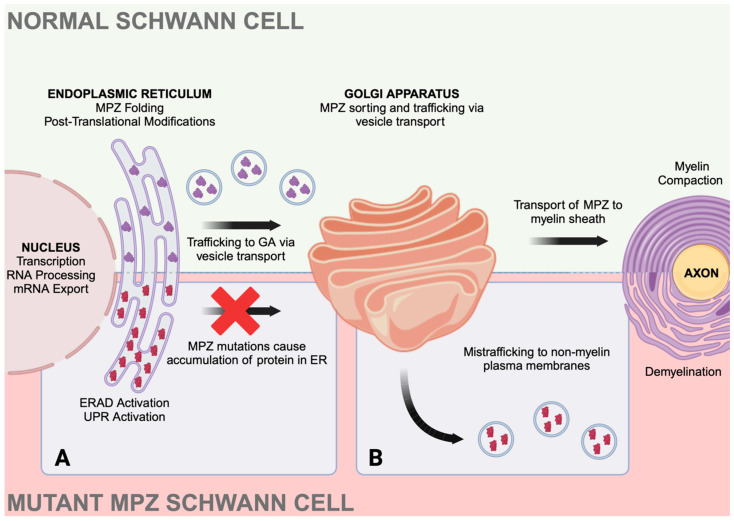 NORMAL SCHWANN CELL
ENDOPLASMIC RETICULUM
MPZ Folding
Post-Translational Modifications
GOLGI APPARATUS
MPZ sorting and trafficking via
vesicle transport
NUCLEUS
Transcription
RNA Processing
mRNA Export
Trafficking to GA via
vesicle transport
Transport of MPZ to
myelin sheath
Myelin
Compaction
AXON
MPZ mutations cause
accumulation of protein in ER
ERAD Activation
UPR Activation
A
Mistrafficking to non-myelin
plasma membranes
B
Demyelination
MUTANT MPZ SCHWANN CELL